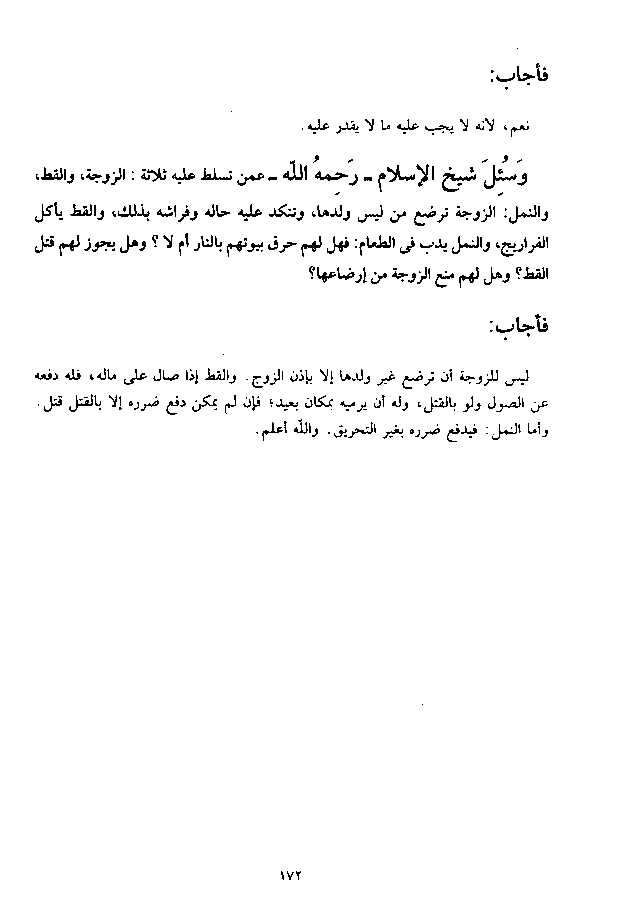 فأجاب:
نعم، لأنه لا يجب عليه ما لا يقدر عليه.
وَسُئِلَ شيخ الإسلام ـ رَحِمهُ اللّه ـ عمن تسلط عليه ثلاثة : الزوجة، والقط،
والنمل: الزوجة ترضع من ليس ولدها، وتنكد عليه حاله وفراشه بذلك، والقط يأكل
الفراريج، والنمل يدب فى الطعام: فهل لهم حرق بيوتهم بالنار أم لا ؟ وهل يجوز لهم قتل
القط؟ وهل لهم منع الزوجة من إرضاعها؟
فأجاب:
ليس للزوجة أن ترضع غير ولدها إلا بإذن الزوج. والقط إذا صال على ماله، فله دفعه
عن الصول ولو بالقتل، وله أن يرميه بمكان بعيد؛ فإن لم يمكن دفع ضرره إلا بالقتل قتل.
وأما النمل: فيدفع ضرره بغير التحريق. واللّه أعلم.
١٧٢